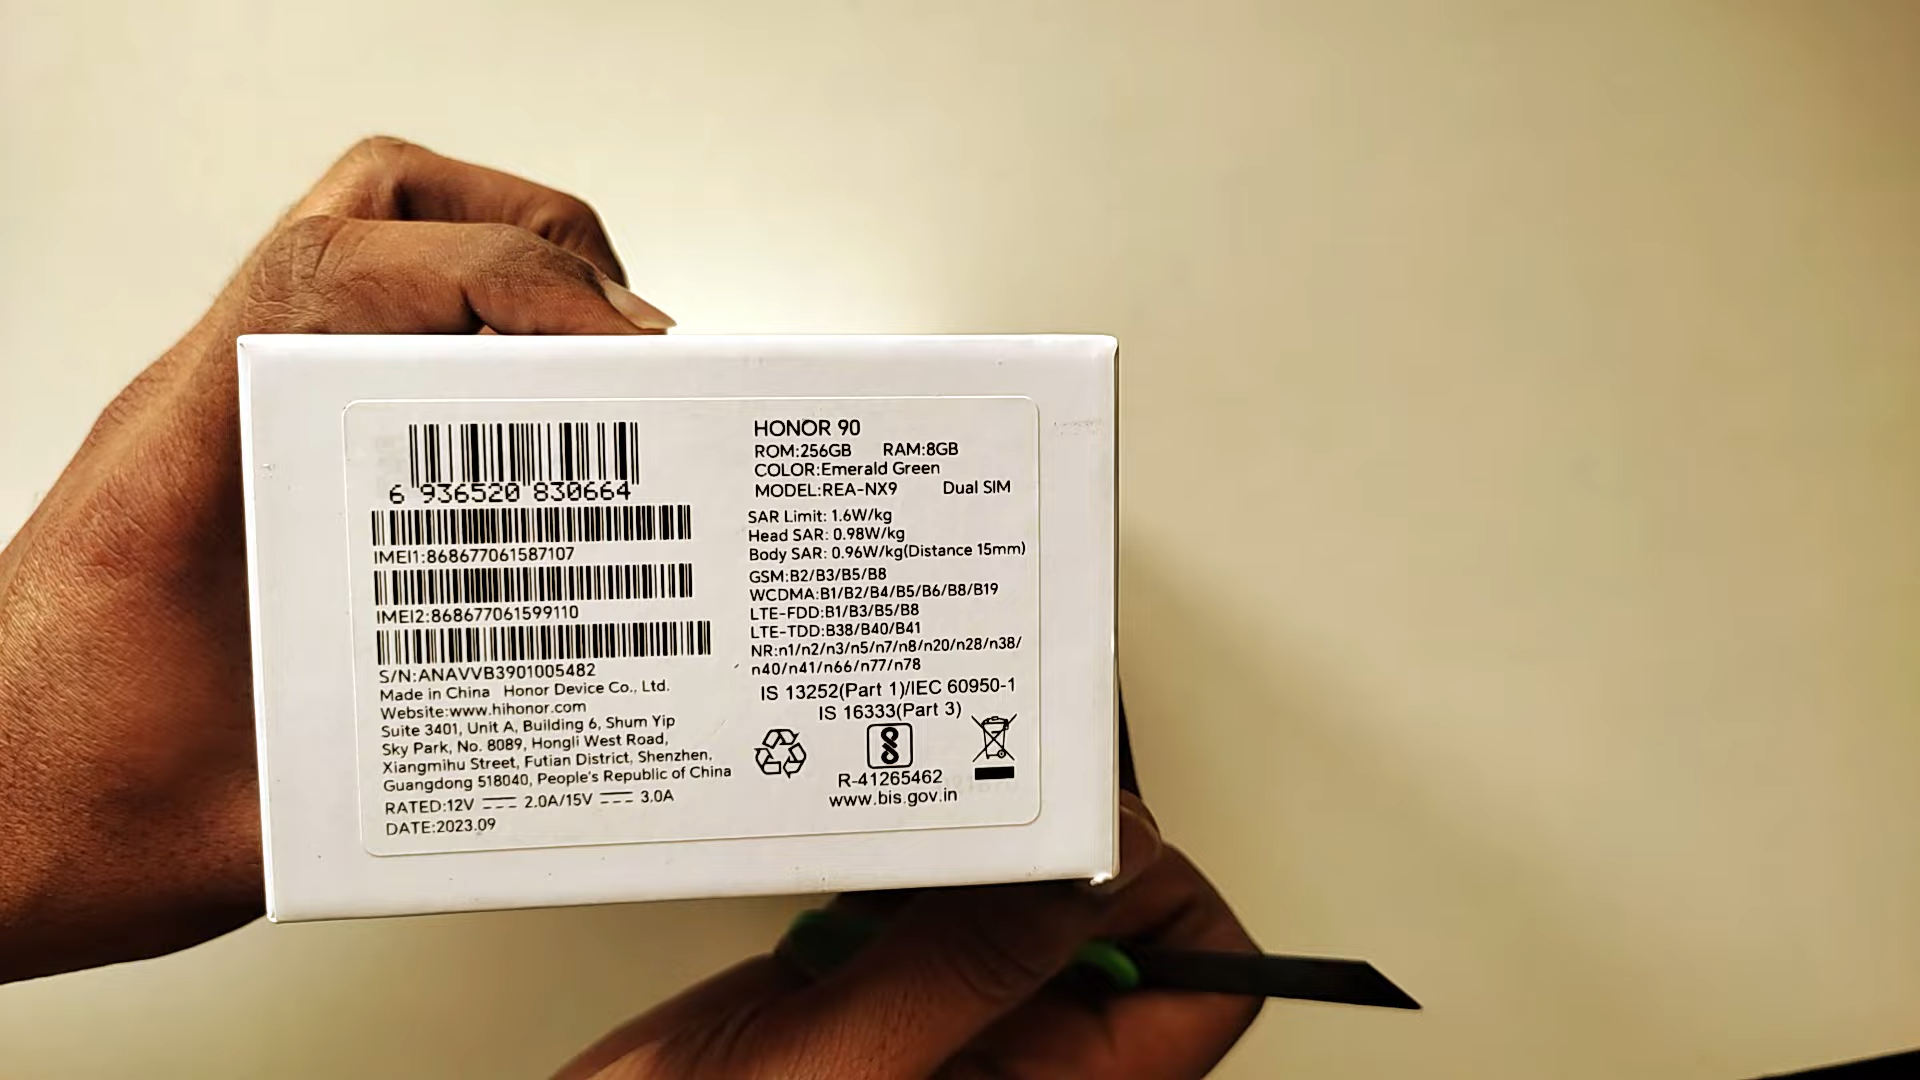 6 936520 830664
IMEI1:868677061587107
IMEI2:868677061599110
S/N:ANAVVB3901005482
Made in China Honor Device Co., Ltd.
Website:www.hihonor.com
Suite 3401, Unit A, Building 6, Shum Yip
Sky Park, No. 8089, Hongli West Road,
Xiangmihu Street, Futian District, Shenzhen,
Guangdong 518040, People's Republic of China
RATED:12V 2.0A/15V 3.0A
DATE:2023.09
HONOR 90
ROM:256GB RAM:8GB
COLOR:Emerald Green
MODEL:REA-NX9 Dual SIM
SAR Limit: 1.6W/kg
Head SAR: 0.98W/kg
Body SAR: 0.96W/kg(Distance 15mm)
GSM:B2/B3/B5/B8
WCDMA:B1/B2/B4/B5/B6/B8/B19
LTE-FDD:B1/B3/B5/B8
LTE-TDD:B38/B40/B41
NR:n1/n2/n3/n5/n7/n8/n20/n28/n38/
n40/n41/n66/n77/n78
IS 13252(Part 1)/IEC 60950-1
IS 16333(Part 3)
R-41265462
www.bis.gov.in